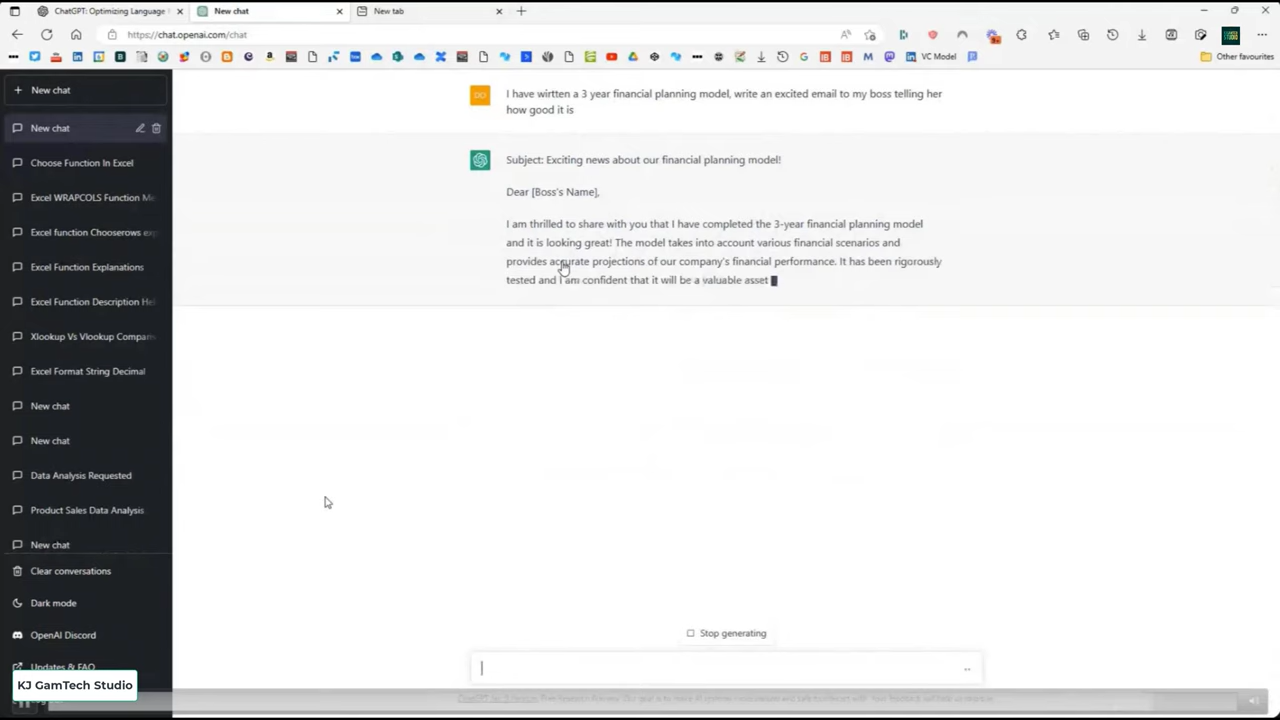 ChatGPT: Optimizing Language
New chat
New tab
https://chat.openai.com/chat
VC Model
Other favourites
New chat
New chat
Choose Function In Excel
Excel WRAPCOLS Function Me
Excel function Chooserows exp
Excel Function Explanations
Excel Function Description Hel
Xlookup Vs Vlookup Compari
Excel Format String Decimal
New chat
New chat
Data Analysis Requested
Product Sales Data Analysis
New chat
Clear conversations
Dark mode
OpenAI Discord
Updates & FAQ
KJ GamTech Studio
I have wirtten a 3 year financial planning model, write an excited email to my boss telling her
how good it is
Subject: Exciting news about our financial planning model!
Dear [Boss's Name],
I am thrilled to share with you that I have completed the 3-year financial planning model
and it is looking great! The model takes into account various financial scenarios and
provides accurate projections of our company's financial performance. It has been rigorously
tested and I am confident that it will be a valuable asset
Stop generating